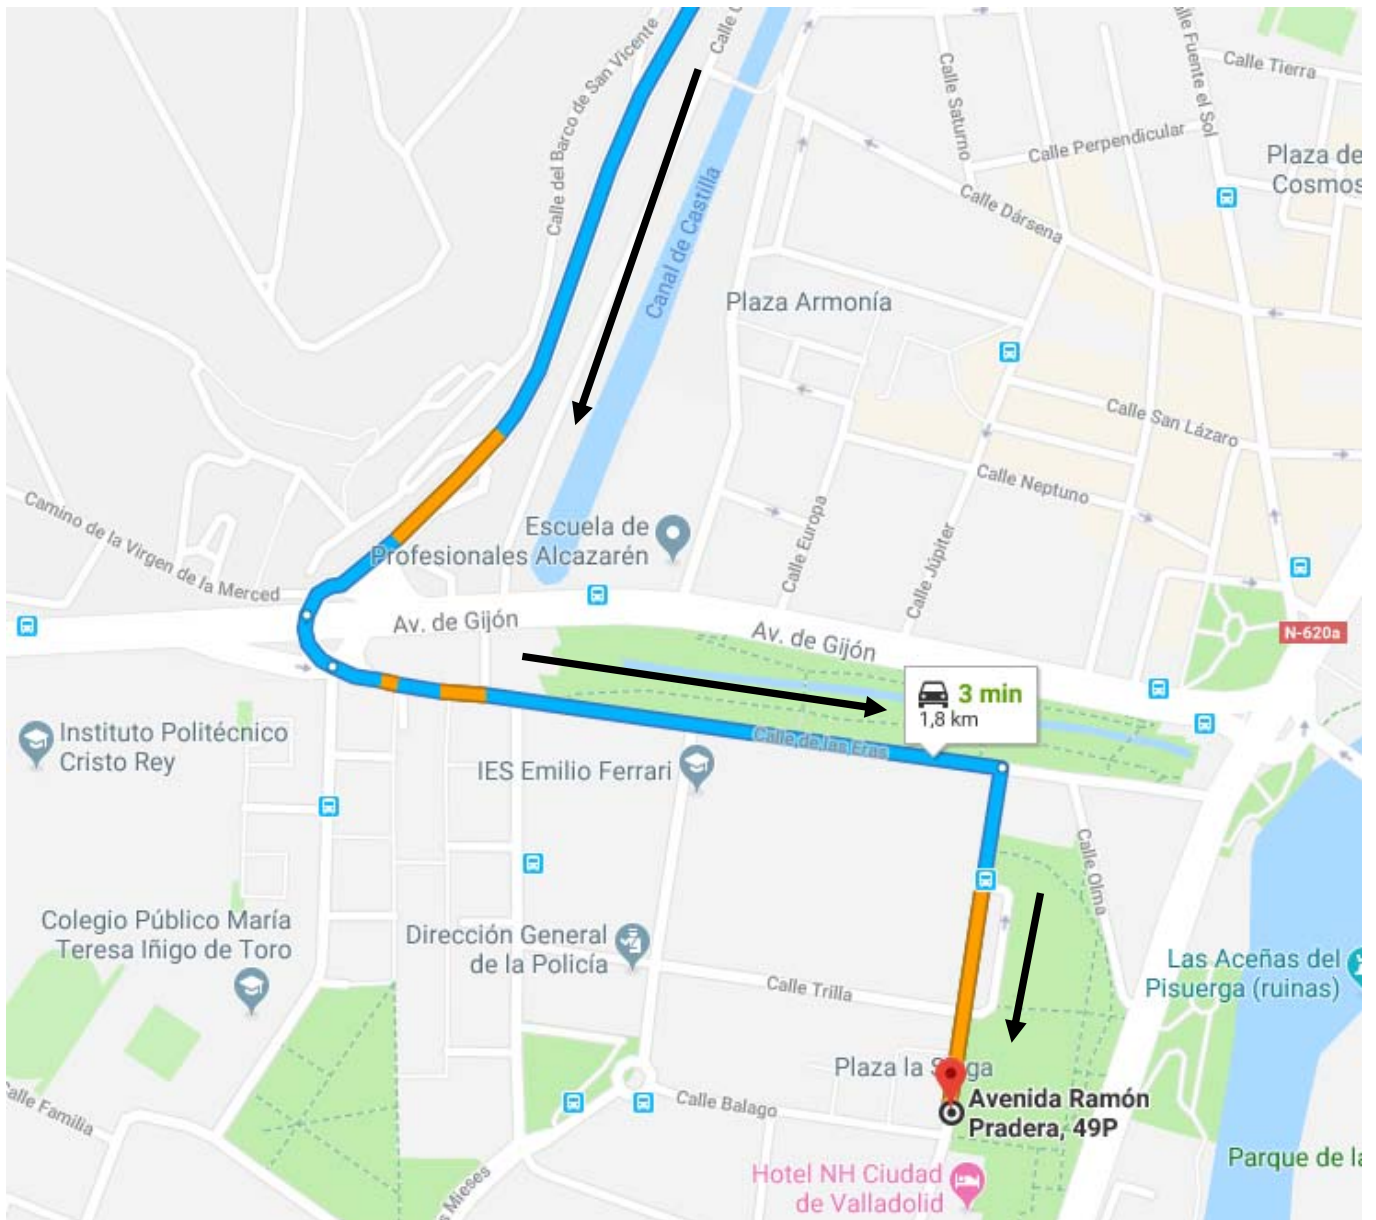 Calle del Barco de San Vicente
Calle
Calle Saturno
Calle Fuente el Sol
Calle Tierra
Calle Perpendicular
Plaza de
Cosmos
Calle Dársena
Canal de Castilla
Plaza Armonía
Calle San Lázaro
Calle Neptuno
Calle Europa
Calle Júpiter
Camino de la Virgen de la Merced
Escuela de
Profesionales Alcazarén
Av. de Gijón
Av. de Gijón
N-620a
3 min
1,8 km
Instituto Politécnico
Cristo Rey
Calle de las Eras
IES Emilio Ferrari
Calle Olma
Colegio Público María
Teresa Iñigo de Toro
Dirección General
de la Policía
Las Aceñas del
Pisuerga (ruinas)
Calle Trilla
Plaza la
ga
Avenida Ramón
Pradera, 49P
Calle Familia
Calle Balago
Parque de la
Hotel NH Ciudad
de Valladolid
Mieses